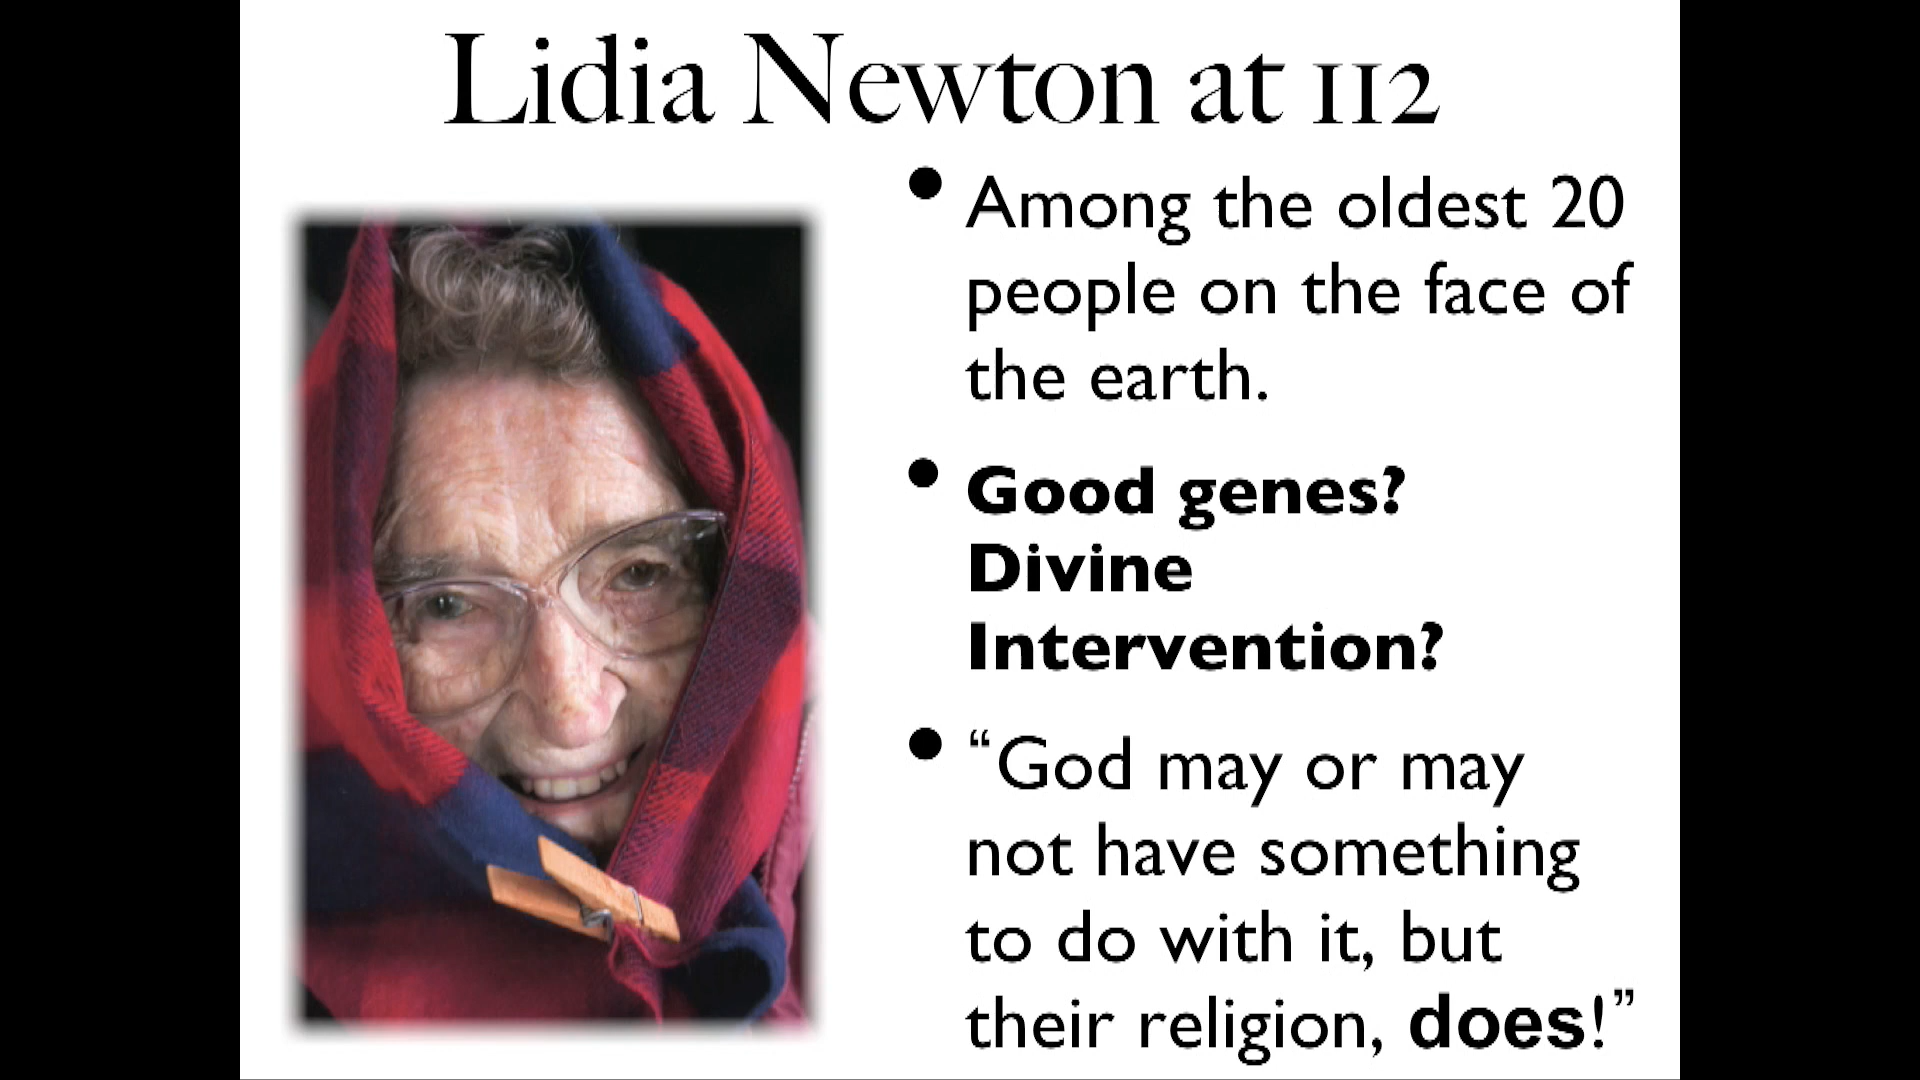 Lidia Newton at 112
• Among the oldest 20
people on the face of
the earth.
• Good genes?
Divine
Intervention?
• “God may or may
not have something
to do with it, but
their religion, does!”